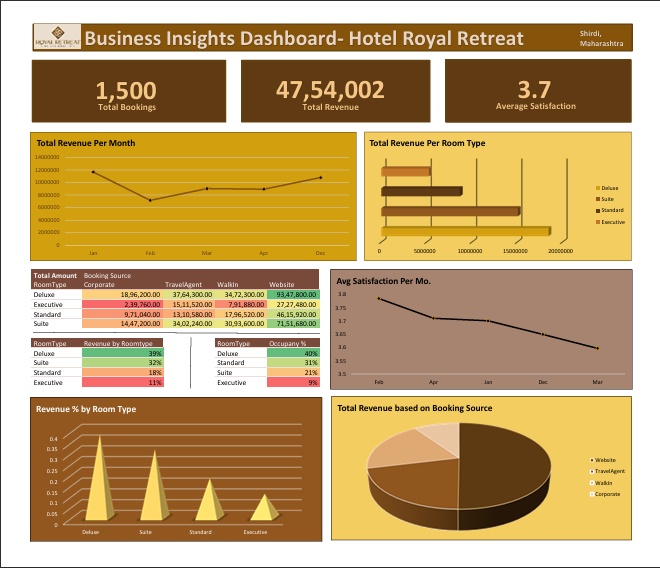 ROYAL RETREAT
Business Insights Dashboard- Hotel Royal Retreat
Shirdi,
Maharashtra
1,500
Total Bookings
47,54,002
Total Revenue
3.7
Average Satisfaction
Total Revenue Per Month
14000000
12000000
10000000
8000000
6000000
4000000
2000000
0
Jan Feb Mar Apr Dec
Total Revenue Per Room Type
Deluxe
Suite
Standard
Executive
0 5000000 10000000 15000000 20000000
Total Amount Booking Source
RoomType Corporate TravelAgent WalkIn Website
Deluxe 18,96,200.00 37,64,300.00 34,72,300.00 93,47,800.00
Executive 2,39,760.00 15,11,520.00 7,91,880.00 27,27,480.00
Standard 9,71,040.00 13,10,580.00 17,96,520.00 46,15,920.00
Suite 14,47,200.00 34,02,240.00 30,93,600.00 71,51,680.00
RoomType Revenue by Roomtype
Deluxe 39%
Suite 32%
Standard 18%
Executive 11%
RoomType Occupany %
Deluxe 40%
Suite 31%
Suite 21%
Executive 9%
Avg Satisfaction Per Mo.
3.8
3.75
3.7
3.65
3.6
3.55
3.5
Feb Apr Jan Dec Mar
Revenue % by Room Type
0.4
0.35
0.3
0.25
0.2
0.15
0.1
0.05
0
Deluxe Suite Standard Executive
Total Revenue based on Booking Source
Website
TravelAgent
WalkIn
Corporate